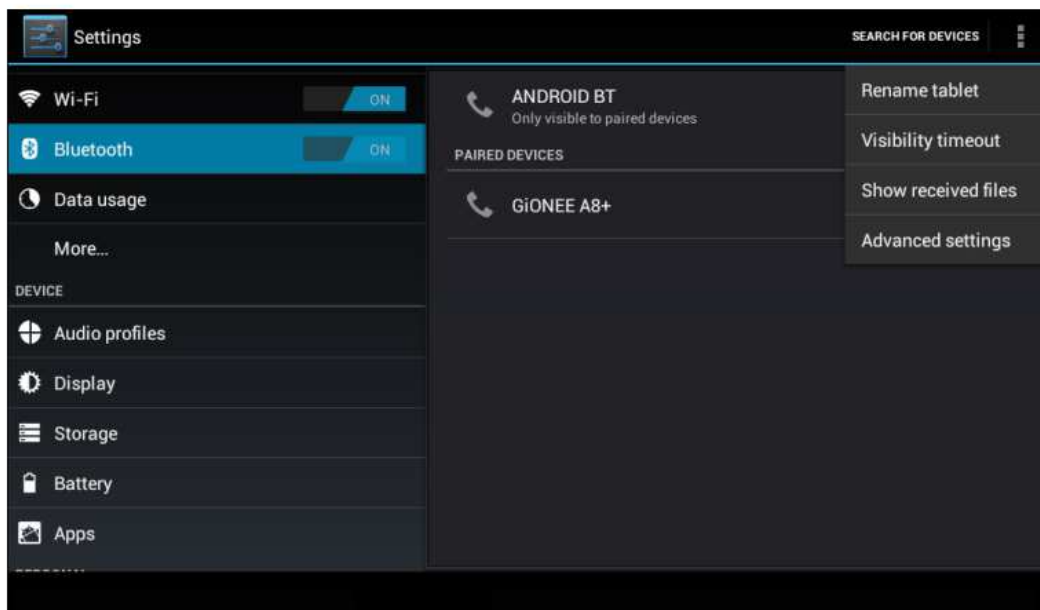 Settings
SEARCH FOR DEVICES
Wi-Fi
ON
Bluetooth
ON
Data usage
More...
DEVICE
Audio profiles
Display
Storage
Battery
Apps
ANDROID BT
Only visible to paired devices
PAIRED DEVICES
GiONEE A8+
Rename tablet
Visibility timeout
Show received files
Advanced settings